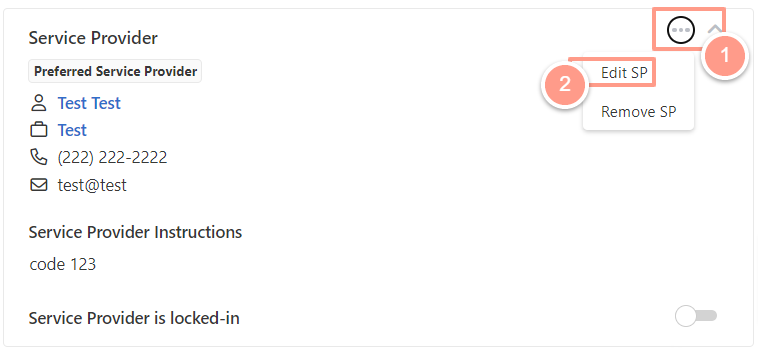 Service Provider
1
Preferred Service Provider
Edit SP
2
Test Test
Remove SP
Test
(222) 222-2222
test@test
Service Provider Instructions
code 123
Service Provider is locked-in